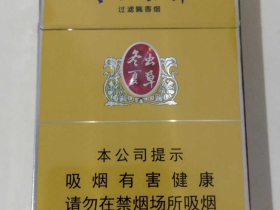 过滤嘴香烟
冬虫
夏草
本公司提示
吸烟有害健康
请勿在禁烟场所吸烟